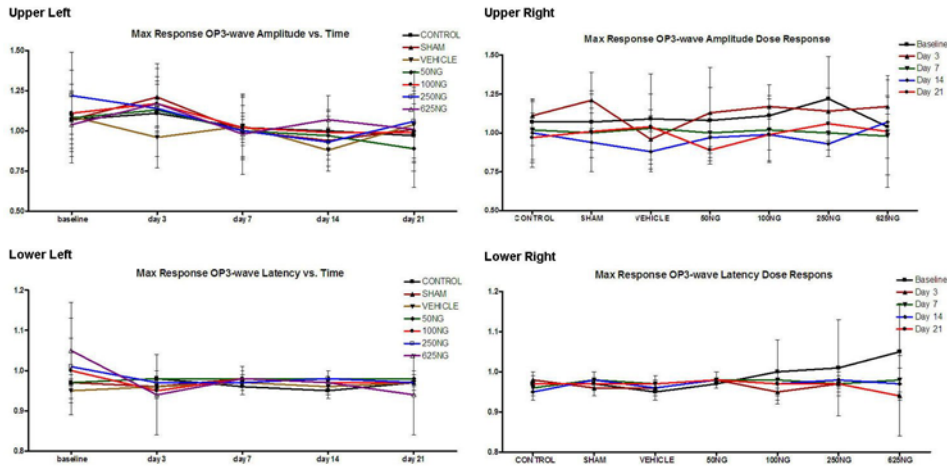 Upper Left
Max Response OP3-wave Amplitude vs. Time
CONTROL
SHAM
VEHICLE
50NG
100NG
250NG
625NG
1.50
1.25
1.00
0.75
0.50
baseline
day 3
day 7
day 14
day 21
Upper Right
Max Response OP3-wave Amplitude Dose Response
Baseline
Day 3
Day 7
Day 14
Day 21
1.50
1.25
1.00
0.75
0.50
CONTROL
SHAM
VEHICLE
50NG
100NG
250NG
625NG
Lower Left
Max Response OP3-wave Latency vs. Time
CONTROL
SHAM
VEHICLE
50NG
100NG
250NG
625NG
1.2
1.1
1.0
0.9
0.8
baseline
day 3
day 7
day 14
day 21
Lower Right
Max Response OP3-wave Latency Dose Respons
Baseline
Day 3
Day 7
Day 14
Day 21
1.2
1.1
1.0
0.9
0.8
CONTROL
SHAM
VEHICLE
50NG
100NG
250NG
625NG